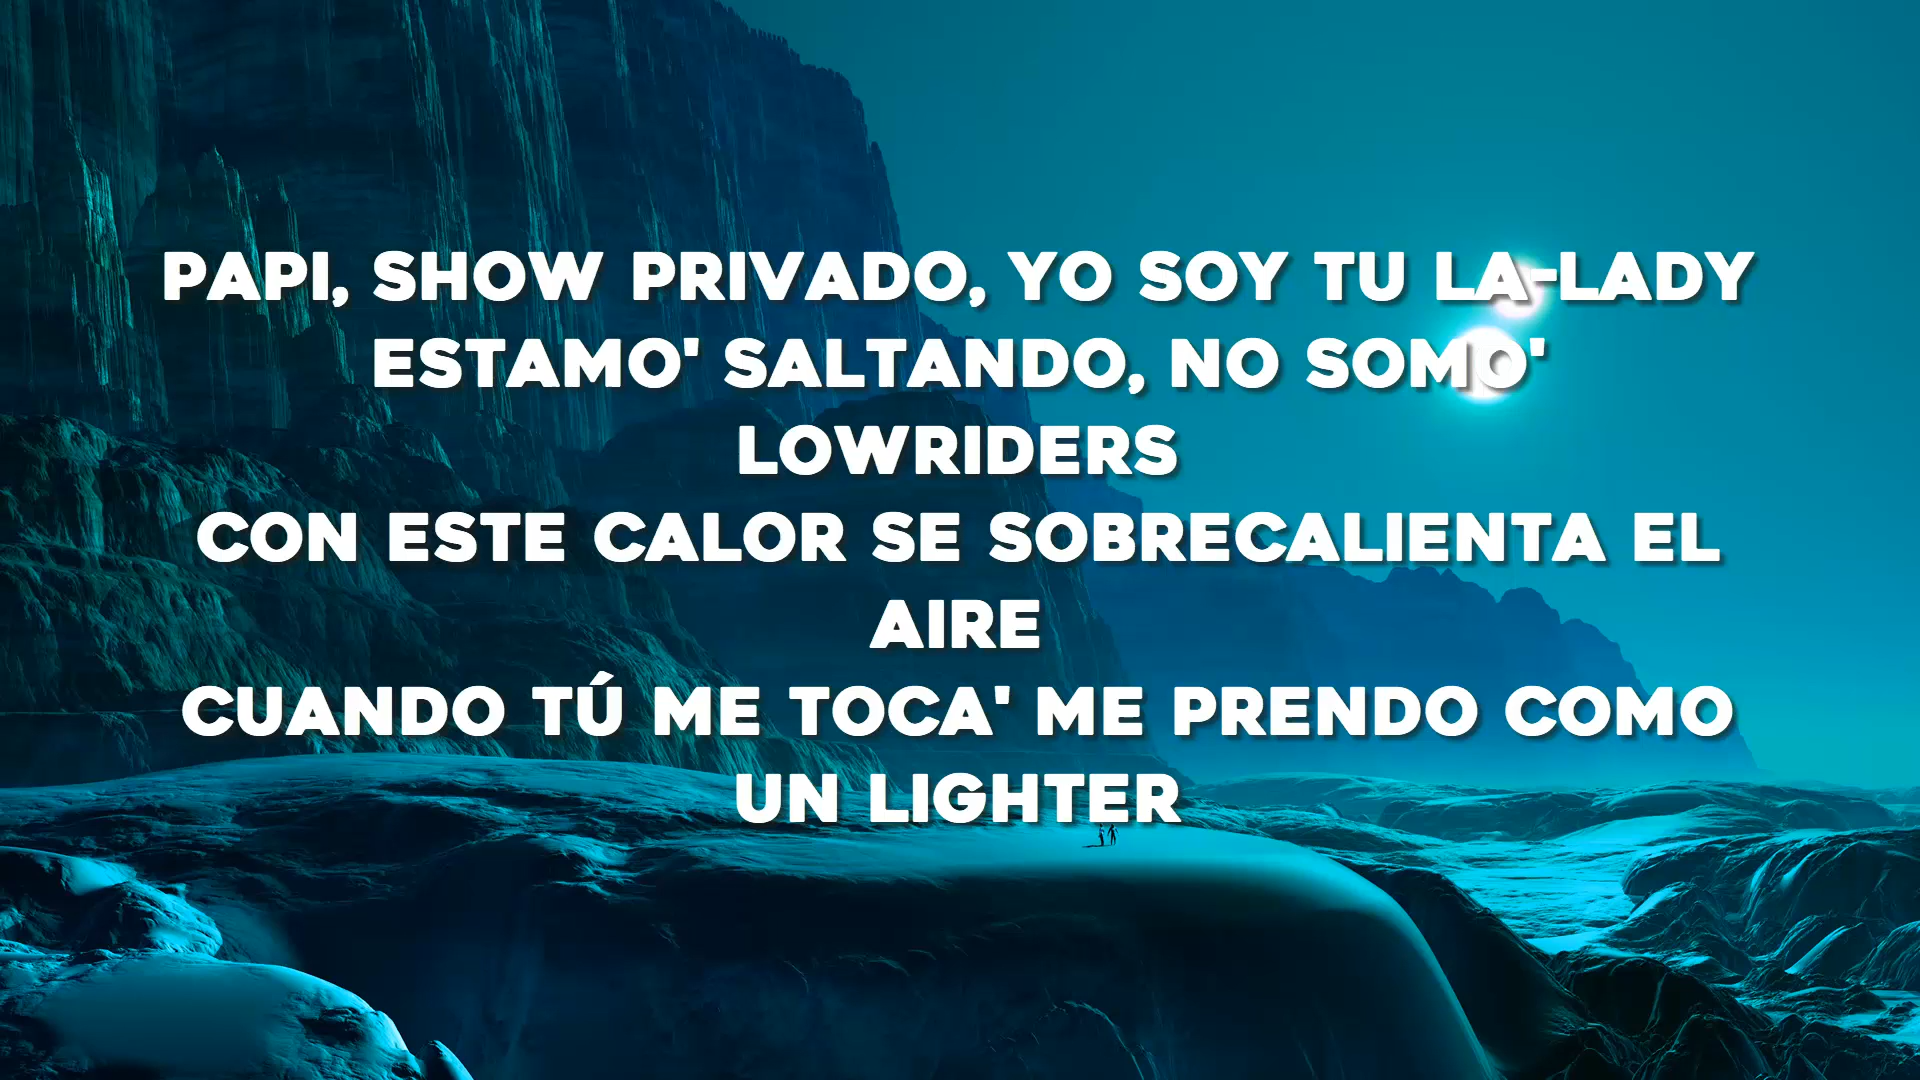 PAPI, SHOW PRIVADO, YO SOY TU LA-LADY
ESTAMO' SALTANDO, NO SOMO'
LOWRIDERS
CON ESTE CALOR SE SOBRECALIENTA EL
AIRE
CUANDO TÚ ME TOCA' ME PRENDO COMO
UN LIGHTER